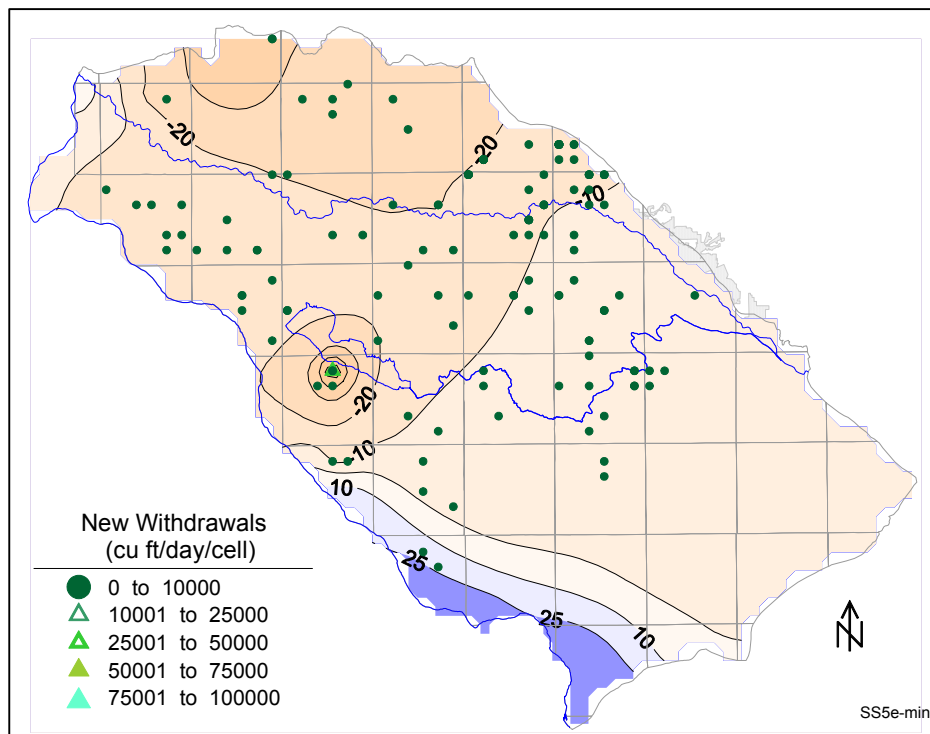 -20
-20
-10
-20
-10
10
25
25
10
New Withdrawals
(cu ft/day/cell)
0 to 10000
10001 to 25000
25001 to 50000
50001 to 75000
75001 to 100000
N
SS5e-min